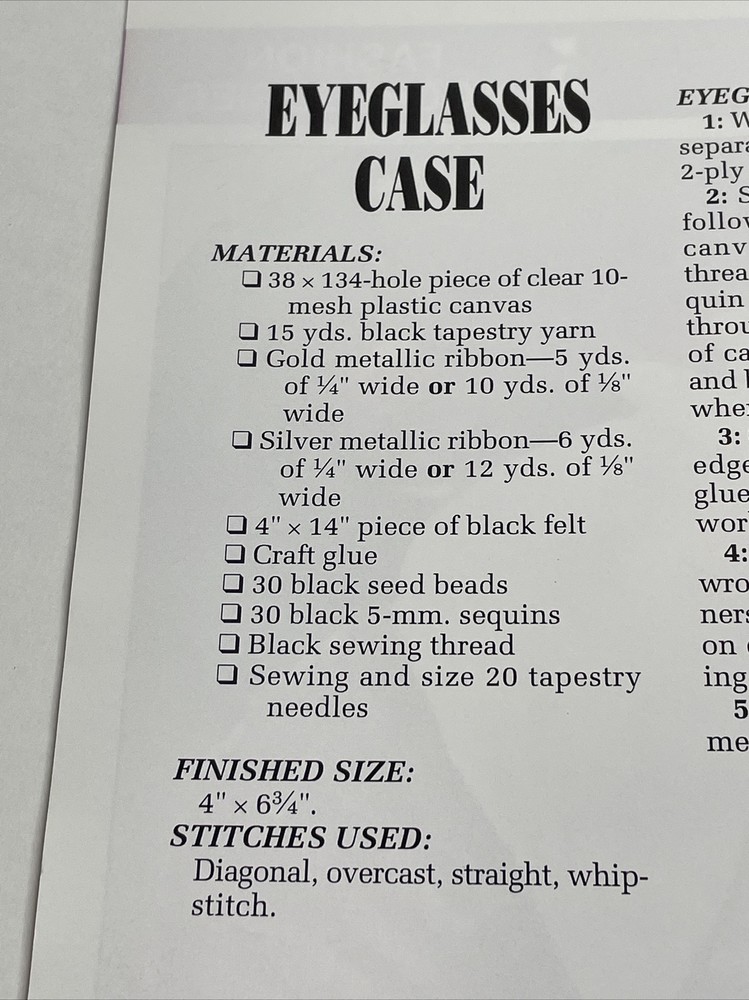 EYEGLASSES
CASE
MATERIALS:
❏ 38 × 134-hole piece of clear 10-
mesh plastic canvas
❏ 15 yds. black tapestry yarn
❏ Gold metallic ribbon—5 yds.
of ¼" wide or 10 yds. of ⅛"
wide
❏ Silver metallic ribbon—6 yds.
of ¼" wide or 12 yds. of ⅛"
wide
❏ 4" × 14" piece of black felt
❏ Craft glue
❏ 30 black seed beads
❏ 30 black 5-mm. sequins
❏ Black sewing thread
❏ Sewing and size 20 tapestry
needles
FINISHED SIZE:
4" × 6¾".
STITCHES USED:
Diagonal, overcast, straight, whip-
stitch.
EYEG
1: W
separa
2-ply
2: S
follow
canv
threa
quin
throu
of ca
and b
when
3:
edge
glue
wor
4:
wro
ners
on
ing
5
me